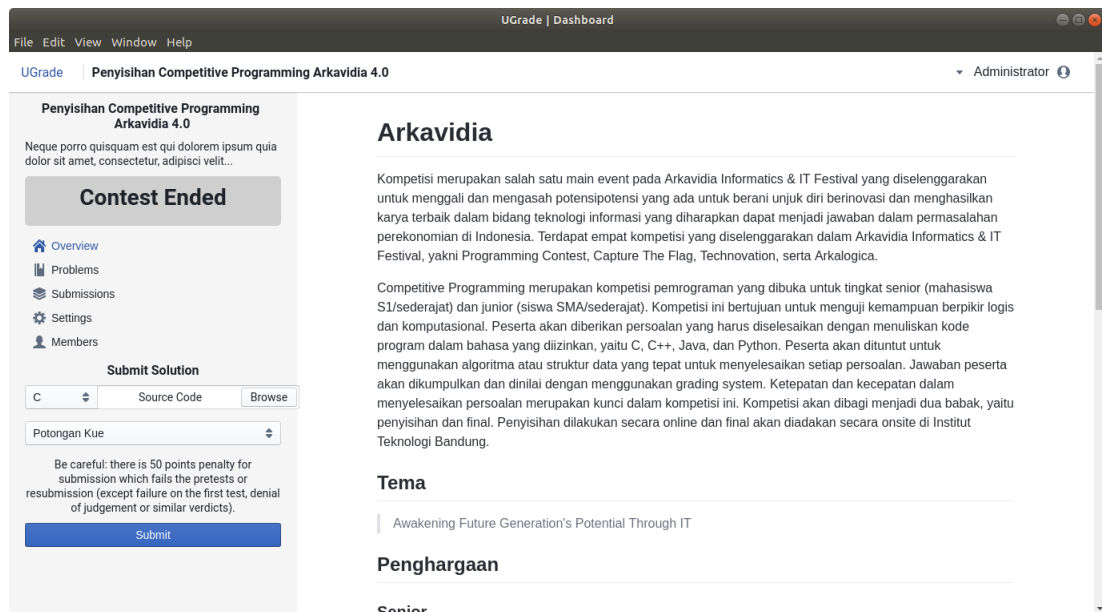 UGrade | Dashboard
File Edit View Window Help
UGrade
Penyisihan Competitive Programming Arkavidia 4.0
Administrator
Penyisihan Competitive Programming
Arkavidia 4.0
Neque porro quisquam est qui dolorem ipsum quia
dolor sit amet, consectetur, adipisci velit...
Contest Ended
Overview
Problems
Submissions
Settings
Members
Submit Solution
C
Source Code
Browse
Potongan Kue
Be careful: there is 50 points penalty for
submission which fails the pretests or
resubmission (except failure on the first test, denial
of judgement or similar verdicts).
Submit
Arkavidia
Kompetisi merupakan salah satu main event pada Arkavidia Informatics & IT Festival yang diselenggarakan
untuk menggali dan mengasah potensipotensi yang ada untuk berani unjuk diri berinovasi dan menghasilkan
karya terbaik dalam bidang teknologi informasi yang diharapkan dapat menjadi jawaban dalam permasalahan
perekonomian di Indonesia. Terdapat empat kompetisi yang diselenggarakan dalam Arkavidia Informatics & IT
Festival, yakni Programming Contest, Capture The Flag, Technovation, serta Arkalogica.
Competitive Programming merupakan kompetisi pemrograman yang dibuka untuk tingkat senior (mahasiswa
S1/sederajat) dan junior (siswa SMA/sederajat). Kompetisi ini bertujuan untuk menguji kemampuan berpikir logis
dan komputasional. Peserta akan diberikan persoalan yang harus diselesaikan dengan menuliskan kode
program dalam bahasa yang diizinkan, yaitu C, C++, Java, dan Python. Peserta akan dituntut untuk
menggunakan algoritma atau struktur data yang tepat untuk menyelesaikan setiap persoalan. Jawaban peserta
akan dikumpulkan dan dinilai dengan menggunakan grading system. Ketepatan dan kecepatan dalam
menyelesaikan persoalan merupakan kunci dalam kompetisi ini. Kompetisi akan dibagi menjadi dua babak, yaitu
penyisihan dan final. Penyisihan dilakukan secara online dan final akan diadakan secara onsite di Institut
Teknologi Bandung.
Tema
Awakening Future Generation's Potential Through IT
Penghargaan
Senior